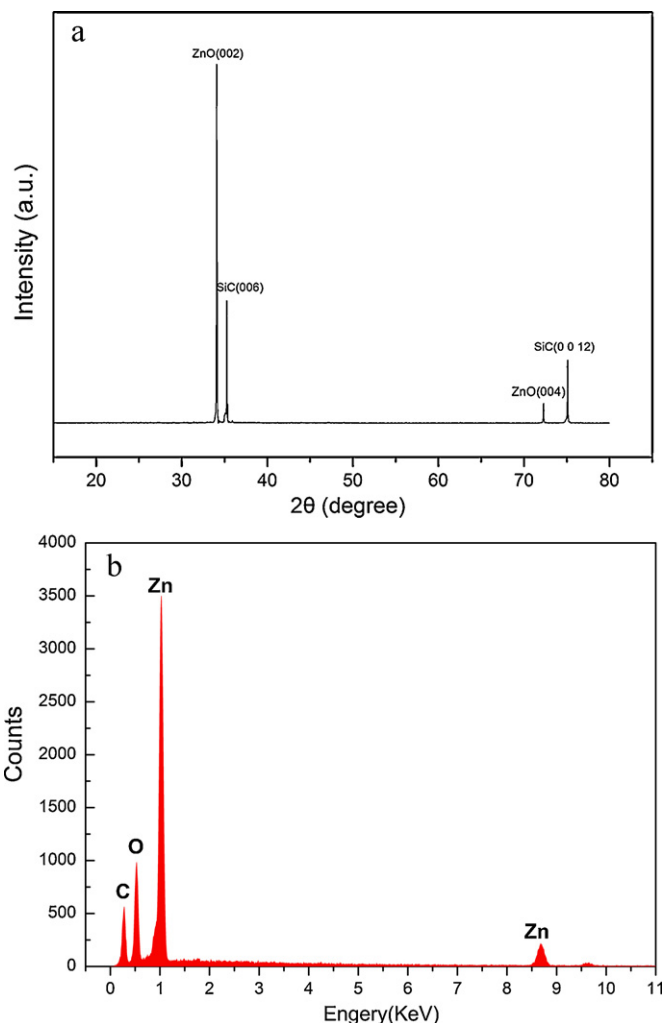 a
ZnO(002)
SiC(006)
SiC(0 0 12)
ZnO(004)
Intensity (a.u.)
20 30 40 50 60 70 80
2θ (degree)
b
4000
3500
3000
2500
2000
1500
1000
500
0
Zn
O
C
Zn
Counts
0 1 2 3 4 5 6 7 8 9 10 11
Engery(KeV)